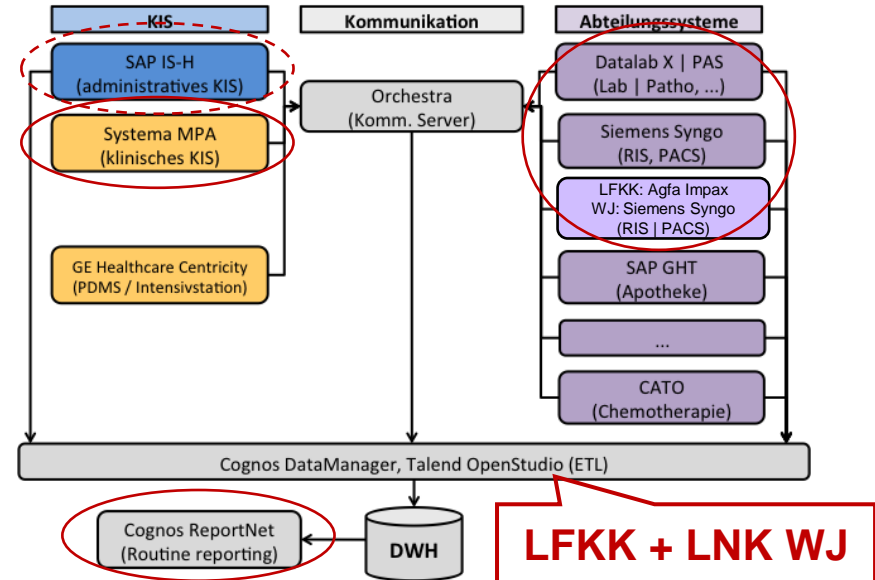 KIS
Kommunikation
Abteilungssysteme
SAP IS-H
(administratives KIS)
Systema MPA
(klinisches KIS)
GE Healthcare Centricity
(PDMS / Intensivstation)
Orchestra
(Komm. Server)
Datalab X | PAS
(Lab | Patho, ...)
Siemens Syngo
(RIS, PACS)
LFKK: Agfa Impax
WJ: Siemens Syngo
(RIS | PACS)
SAP GHT
(Apotheke)
...
CATO
(Chemotherapie)
Cognos DataManager, Talend OpenStudio (ETL)
Cognos ReportNet
(Routine reporting)
DWH
LFKK + LNK WJ